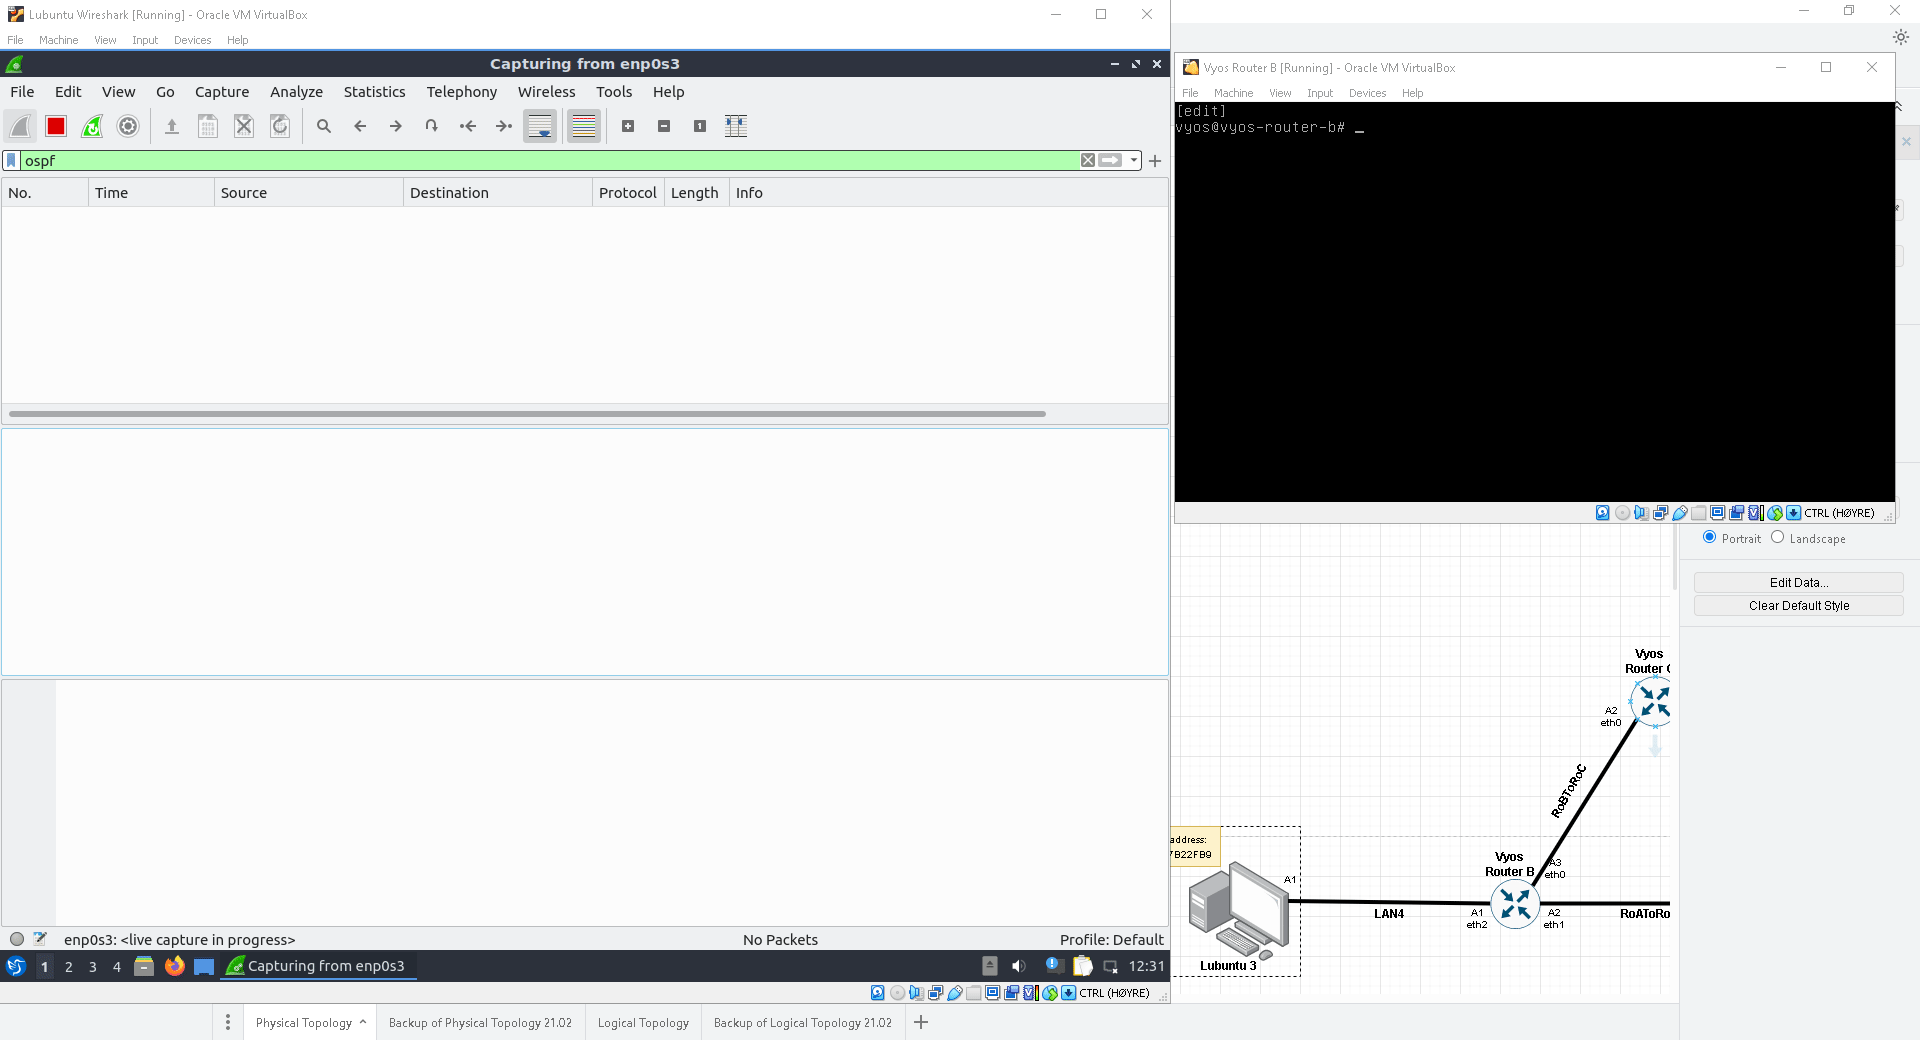 Lubuntu Wireshark [Running] - Oracle VM VirtualBox
File Machine View Input Devices Help
Capturing from enp0s3
File Edit View Go Capture Analyze Statistics Telephony Wireless Tools Help
ospf
No. Time Source Destination Protocol Length Info
enp0s3: <live capture in progress> No Packets Profile: Default
1 2 3 4 Capturing from enp0s3 12:31
CTRL (HØYRE)
Vyos Router B [Running] - Oracle VM VirtualBox
File Machine View Input Devices Help
[edit]
vyos@vyos-router-b# _
CTRL (HØYRE)
Portrait Landscape
Edit Data...
Clear Default Style
Vyos
Router
A2
eth0
RoBToRoC
address:
7B22FB9
Vyos
Router B
A3
eth0
A1
LAN4
A1
eth2
A2
eth1
RoAToRo
Lubuntu 3
Physical Topology Backup of Physical Topology 21.02 Logical Topology Backup of Logical Topology 21.02